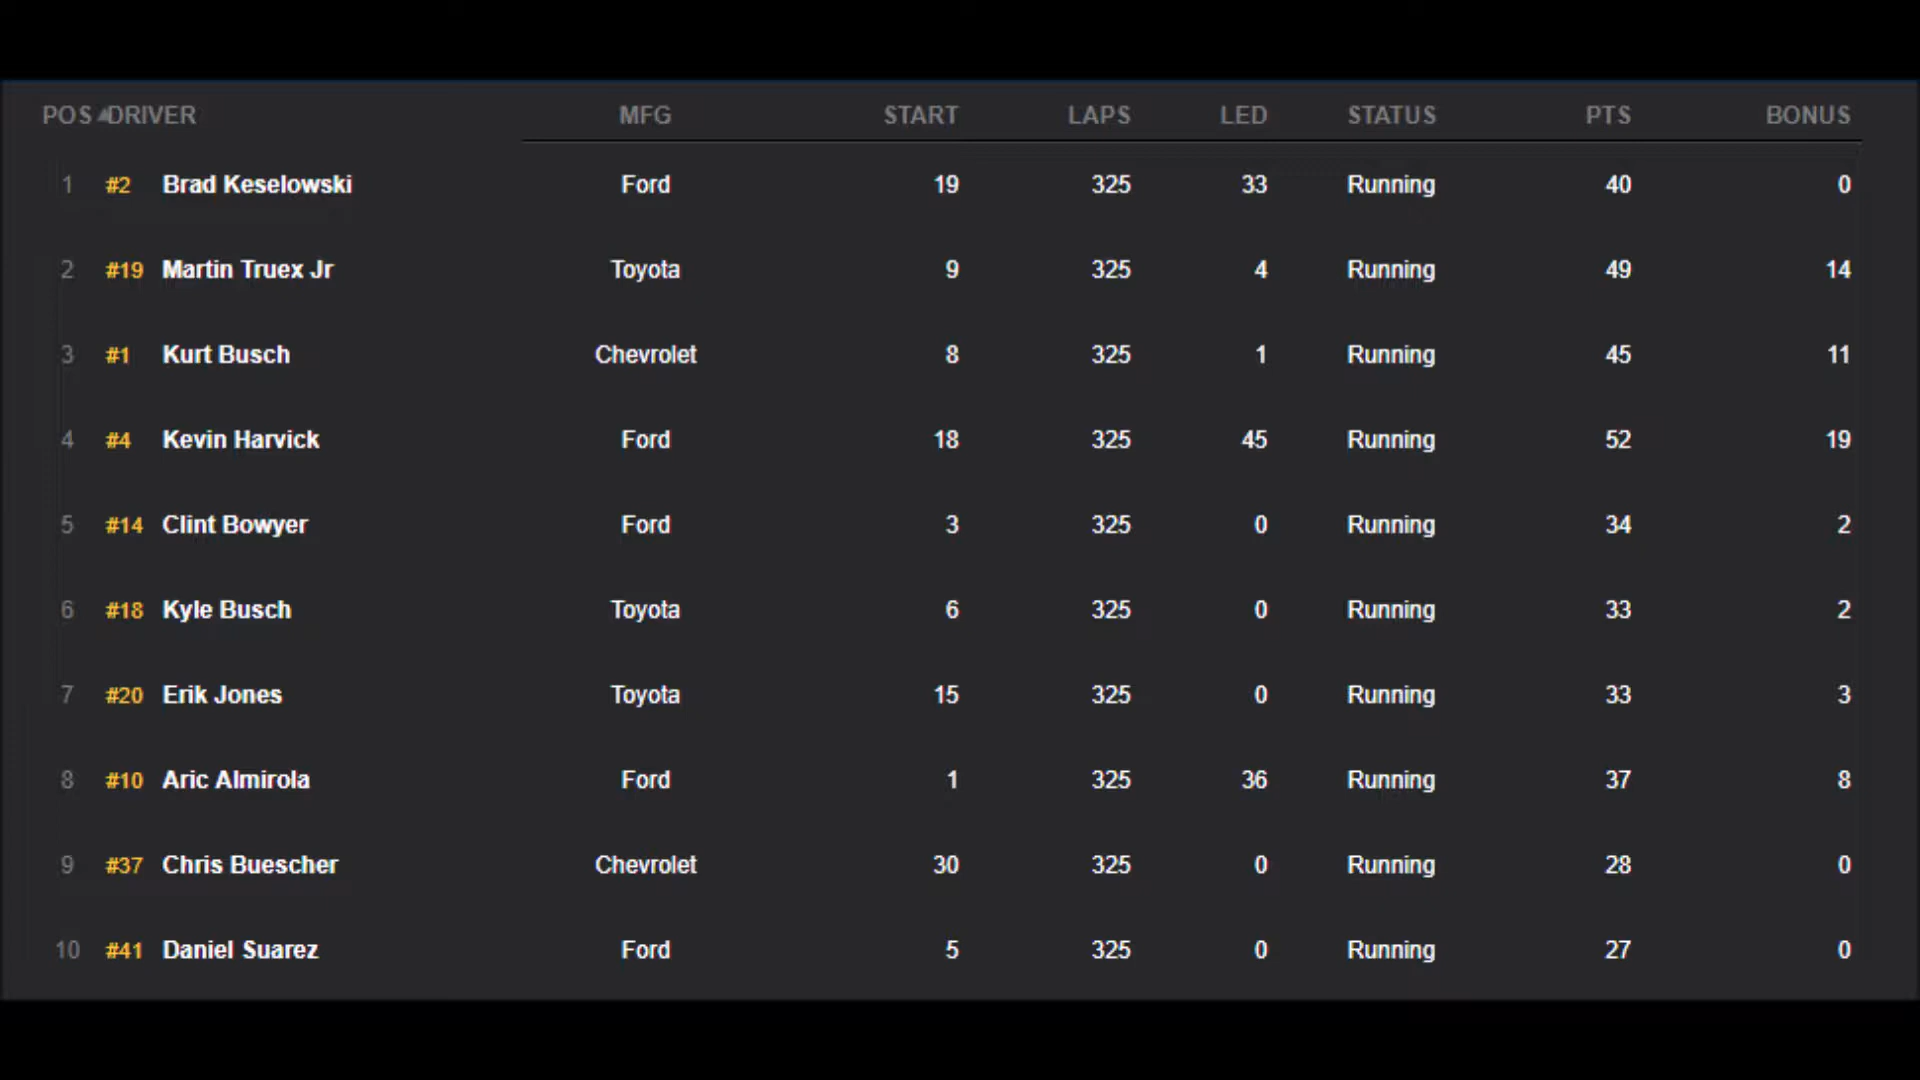 POS DRIVER MFG START LAPS LED STATUS PTS BONUS
1 #2 Brad Keselowski Ford 19 325 33 Running 40 0
2 #19 Martin Truex Jr Toyota 9 325 4 Running 49 14
3 #1 Kurt Busch Chevrolet 8 325 1 Running 45 11
4 #4 Kevin Harvick Ford 18 325 45 Running 52 19
5 #14 Clint Bowyer Ford 3 325 0 Running 34 2
6 #18 Kyle Busch Toyota 6 325 0 Running 33 2
7 #20 Erik Jones Toyota 15 325 0 Running 33 3
8 #10 Aric Almirola Ford 1 325 36 Running 37 8
9 #37 Chris Buescher Chevrolet 30 325 0 Running 28 0
10 #41 Daniel Suarez Ford 5 325 0 Running 27 0